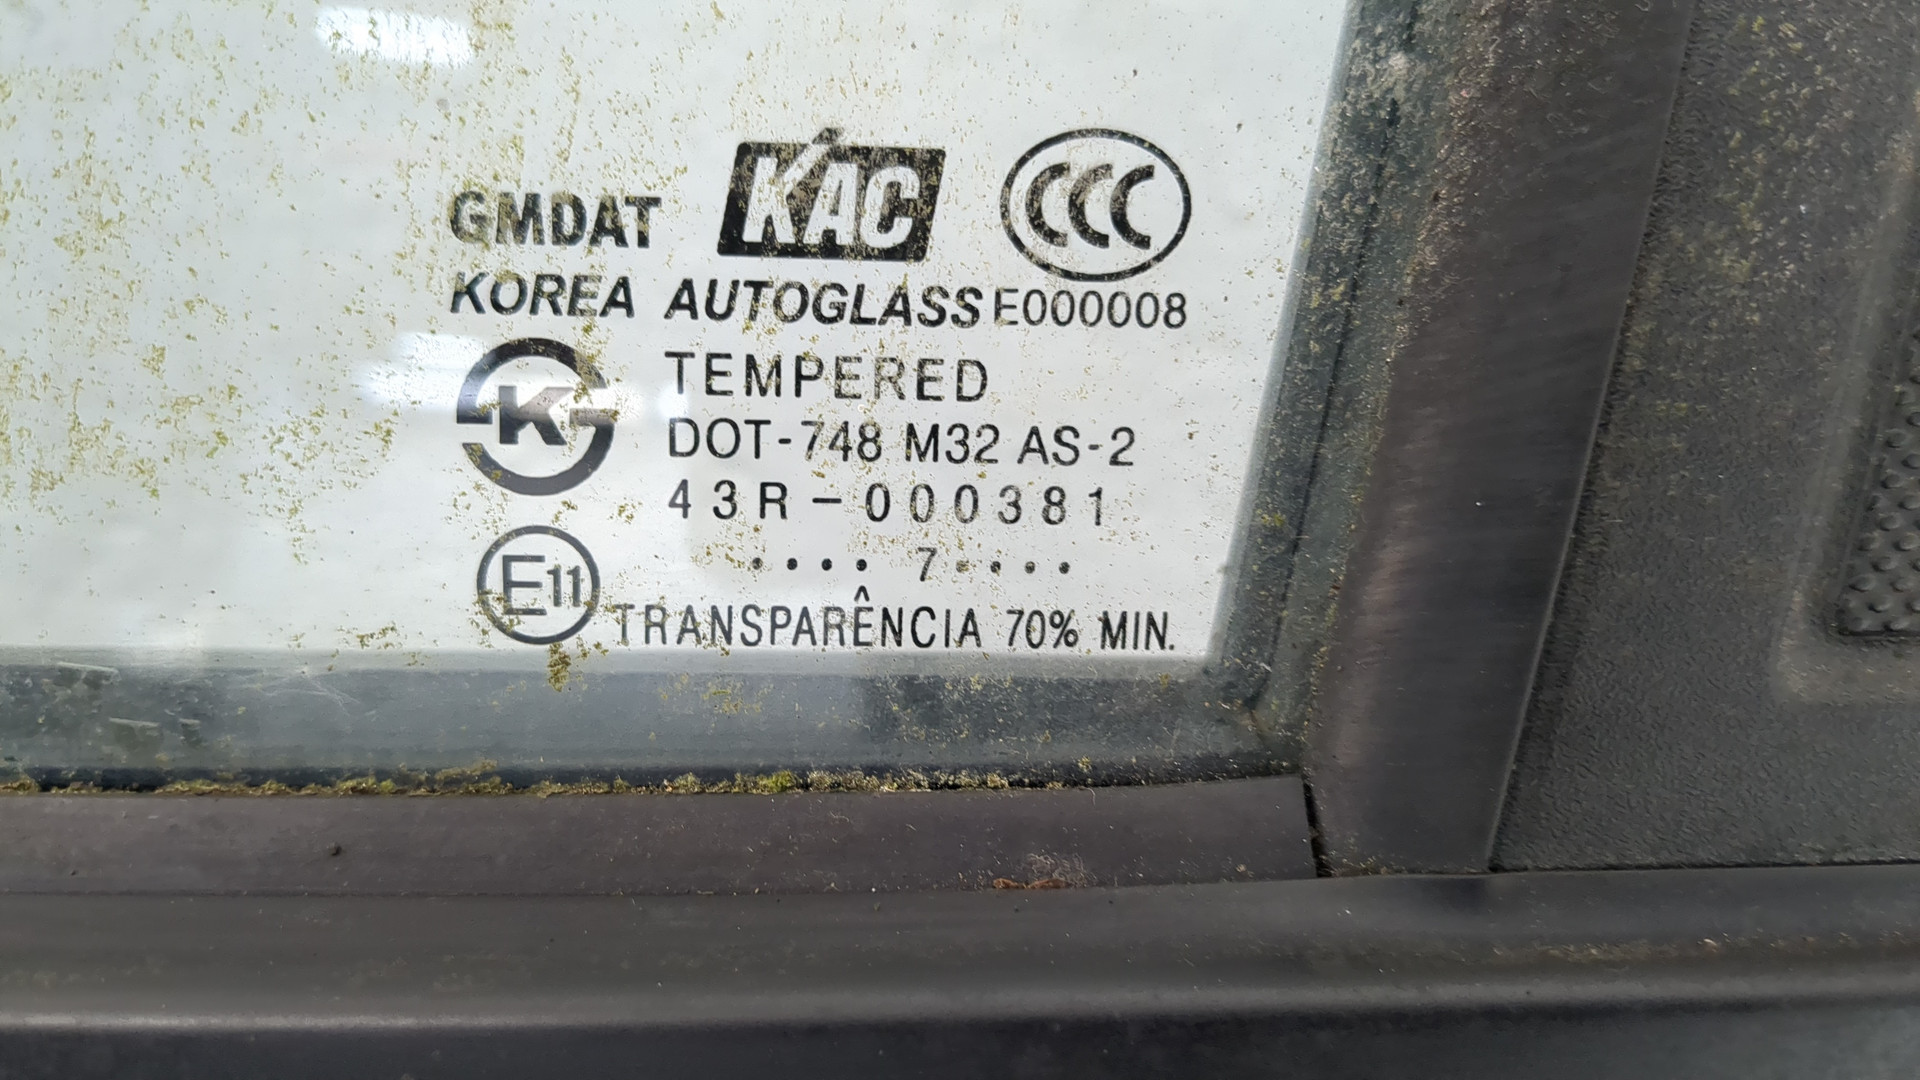 GMDAT KAC CCC
KOREA AUTOGLASS E000008
K TEMPERED
DOT-748 M32 AS-2
43R-000381
.... 7 ....
E11 TRANSPARÊNCIA 70% MIN.